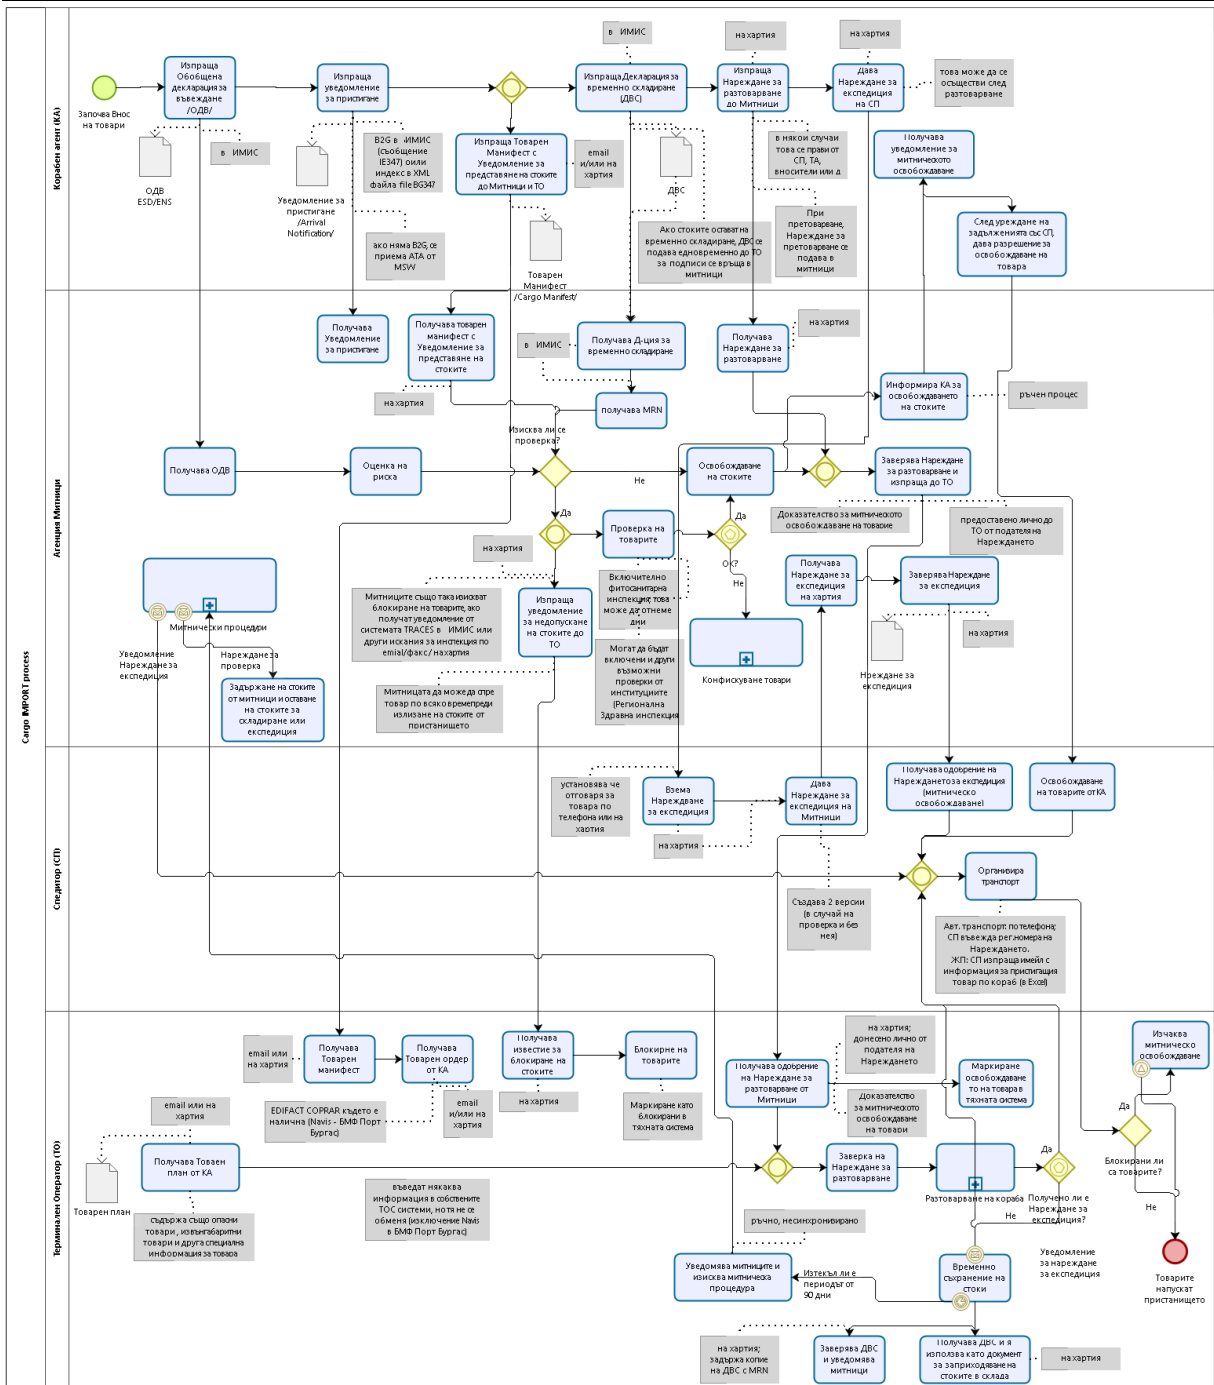 Cargo IMPORT process
Корабен агент (КА)
Започва Внос
на товари
Изпраща
Обобщена
декларация за
въвеждане
/ОДВ/
в ИМИС
ОДВ
ESD/ENS
Изпраща
уведомление
за пристигане
Уведомление за
пристигане
/Arrival
Notification/
B2G в ИМИС
(съобщение
IE347) или
индекс в XML
файла file BG347
ако няма B2G, се
приема ATA от
MSW
Изпраща Товарен
Манифест с
Уведомление за
представяне на стоките
до Митници и ТО
email
и/или на
хартия
Товарен
Манифест
/Cargo Manifest/
в ИМИС
Изпраща Декларация за
временно складиране
(ДВС)
ДВС
Ако стоките остават на
временно складиране, ДВС се
подава едновременно до ТО
за подпис и се връща в
митници
на хартия
Изпраща
Нареждане за
разтоварване
до Митници
в някои случаи
това се прави от
СП, ТА,
вносители или д
При
претоварване,
Нареждане за
претоварване се
подава в
митници
на хартия
Дава
Нареждане за
експедиция
на СП
това може да се
осъществи след
разтоварване
Получава
уведомление за
митническото
освобождаване
След уреждане на
задълженията със СП,
дава разрешение за
освобождаване на
товара
Агенция Митници
Получава
Уведомление
за пристигане
Получава товарен
манифест с
Уведомление за
представяне на
стоките
на хартия
в ИМИС
Получава Д-ция за
временно складиране
получава MRN
Получава
Нареждане за
разтоварване
на хартия
Информира КА за
освобождаването
на стоките
ръчен процес
Получава ОДВ
Оценка на
риска
Изисква ли се
проверка?
Не
Да
Освобождаване
на стоките
Заверява Нареждане
за разтоварване и
изпраща до ТО
Доказателство за митническото
освобождаване на товарие
предоставено лично до
ТО от подателя на
Нареждането
на хартия
Проверка на
товарите
Да
ОК?
Не
Включително
фитосанитарна
инспекция, това
може да отнеме
дни
Могат да бъдат
включени и други
възможни
проверки от
институциите
(Регионална
Здравна инспекция
Изпраща
уведомление
за недопускане
на стоките до
ТО
Митниците също така изискват
блокиране на товарите, ако
получат уведомление от
системата TRACES в ИМИС или
други искания за инспекция по
emial/факс / на хартия
Митницата да може да спре
товар по всяко време преди
излизане на стоките от
пристанището
Конфискуване товари
Получава
Нареждане за
експедиция
на хартия
Заверява Нареждане
за експедиция
на хартия
Нреждане за
експедиция
Митнически процедури
Уведомление
Нареждане за
експедиция
Нареждане за
проверка
Задържане на стоките
от митници и оставане
на стоките за
складиране или
експедиция
Спедитор (СП)
установява че
отговаря за
товара по
телефона или на
хартия
Взема
Нареждване
за експедиция
на хартия
Дава
Нареждане за
експедиция на
Митници
Създава 2 версии
(в случай на
проверка и без
нея)
Получава одобрение на
Нареждането за експедиция
(митническо
освобождаване)
Освобождаване
на товарите от КА
Организира
транспорт
Авт. транспорт: по телефона;
СП въвежда рег.номера на
Нареждането.
ЖП: СП изпраща имейл с
информация за пристигащия
товар по кораб (в Excel)
Терминален Оператор (ТО)
email или
на хартия
Получава
Товарен
манифест
Получава
Товарен ордер
от КА
EDIFACT COPRAR където е
налична (Navis - БМФ Порт
Бургас)
email
и/или на
хартия
Получава
известие за
блокиране на
стоките
на хартия
Блокирне на
товарите
Маркиране като
блокирани в
тяхната система
на хартия;
донесено лично от
подателя на
Нареждането
Получава одобрение
на Нареждане за
разтоварване от
Митници
Доказателство
за митническото
освобождаване
на товари
Маркиране
освобождаване
то на товара в
тяхната система
Изчаква
митническо
освобождаване
Да
Блокирани ли
са товарите?
Не
Товарите
напускат
пристанището
email или на
хартия
Товарен план
Получава Товаен
план от КА
съдържа също опасни
товари , извънгабаритни
товари и друга специална
информация за товара
въведат някаква
информация в собствените
ТОС системи, но тя не се
обменя (изключение Navis
в БМФ Порт Бургас)
Заверка на
Нареждане за
разтоварване
Разтоварване на кораба
Да
Получено ли е
Нареждане за
експедиция?
Не
ръчно, несинхронизирано
Уведомява митниците и
изисква митническа
процедура
Изтекъл ли е
периодът от
90 дни
Временно
съхранение на
стоки
Уведомление
за нареждане
за експедиция
на хартия;
задържа копие
на ДВС с MRN
Заверява ДВС
и уведомява
митници
Получава ДВС и я
използва като документ
за заприходяване на
стоките в склада
на хартия